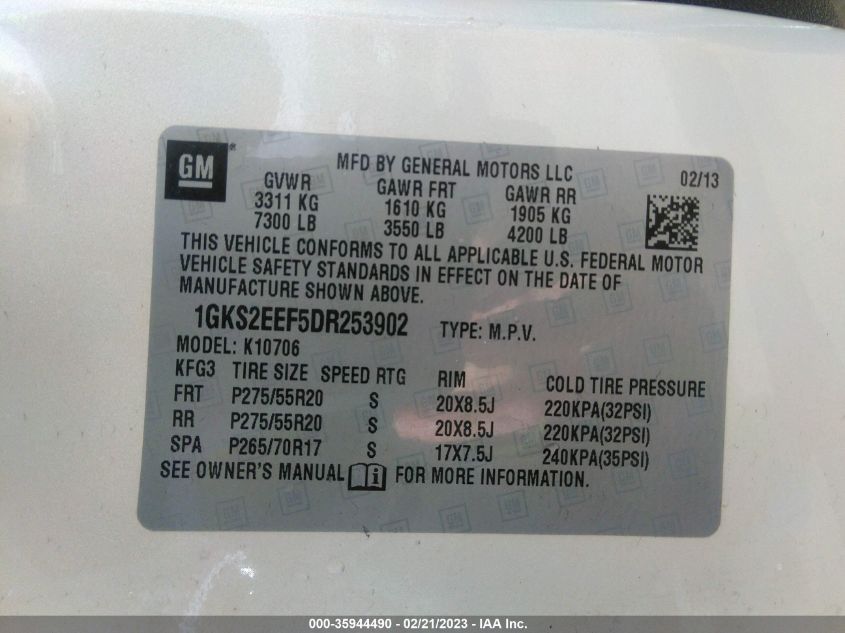 GM ® MFD BY GENERAL MOTORS LLC 02/13
GVWR GAWR FRT GAWR RR
3311 KG 1610 KG 1905 KG
7300 LB 3550 LB 4200 LB
THIS VEHICLE CONFORMS TO ALL APPLICABLE U.S. FEDERAL MOTOR
VEHICLE SAFETY STANDARDS IN EFFECT ON THE DATE OF
MANUFACTURE SHOWN ABOVE.
1GKS2EEF5DR253902 TYPE: M.P.V.
MODEL: K10706
KFG3 TIRE SIZE SPEED RTG RIM COLD TIRE PRESSURE
FRT P275/55R20 S 20X8.5J 220KPA(32PSI)
RR P275/55R20 S 20X8.5J 220KPA(32PSI)
SPA P265/70R17 S 17X7.5J 240KPA(35PSI)
SEE OWNER'S MANUAL i FOR MORE INFORMATION.
000-35944490 - 02/21/2023 - IAA Inc.